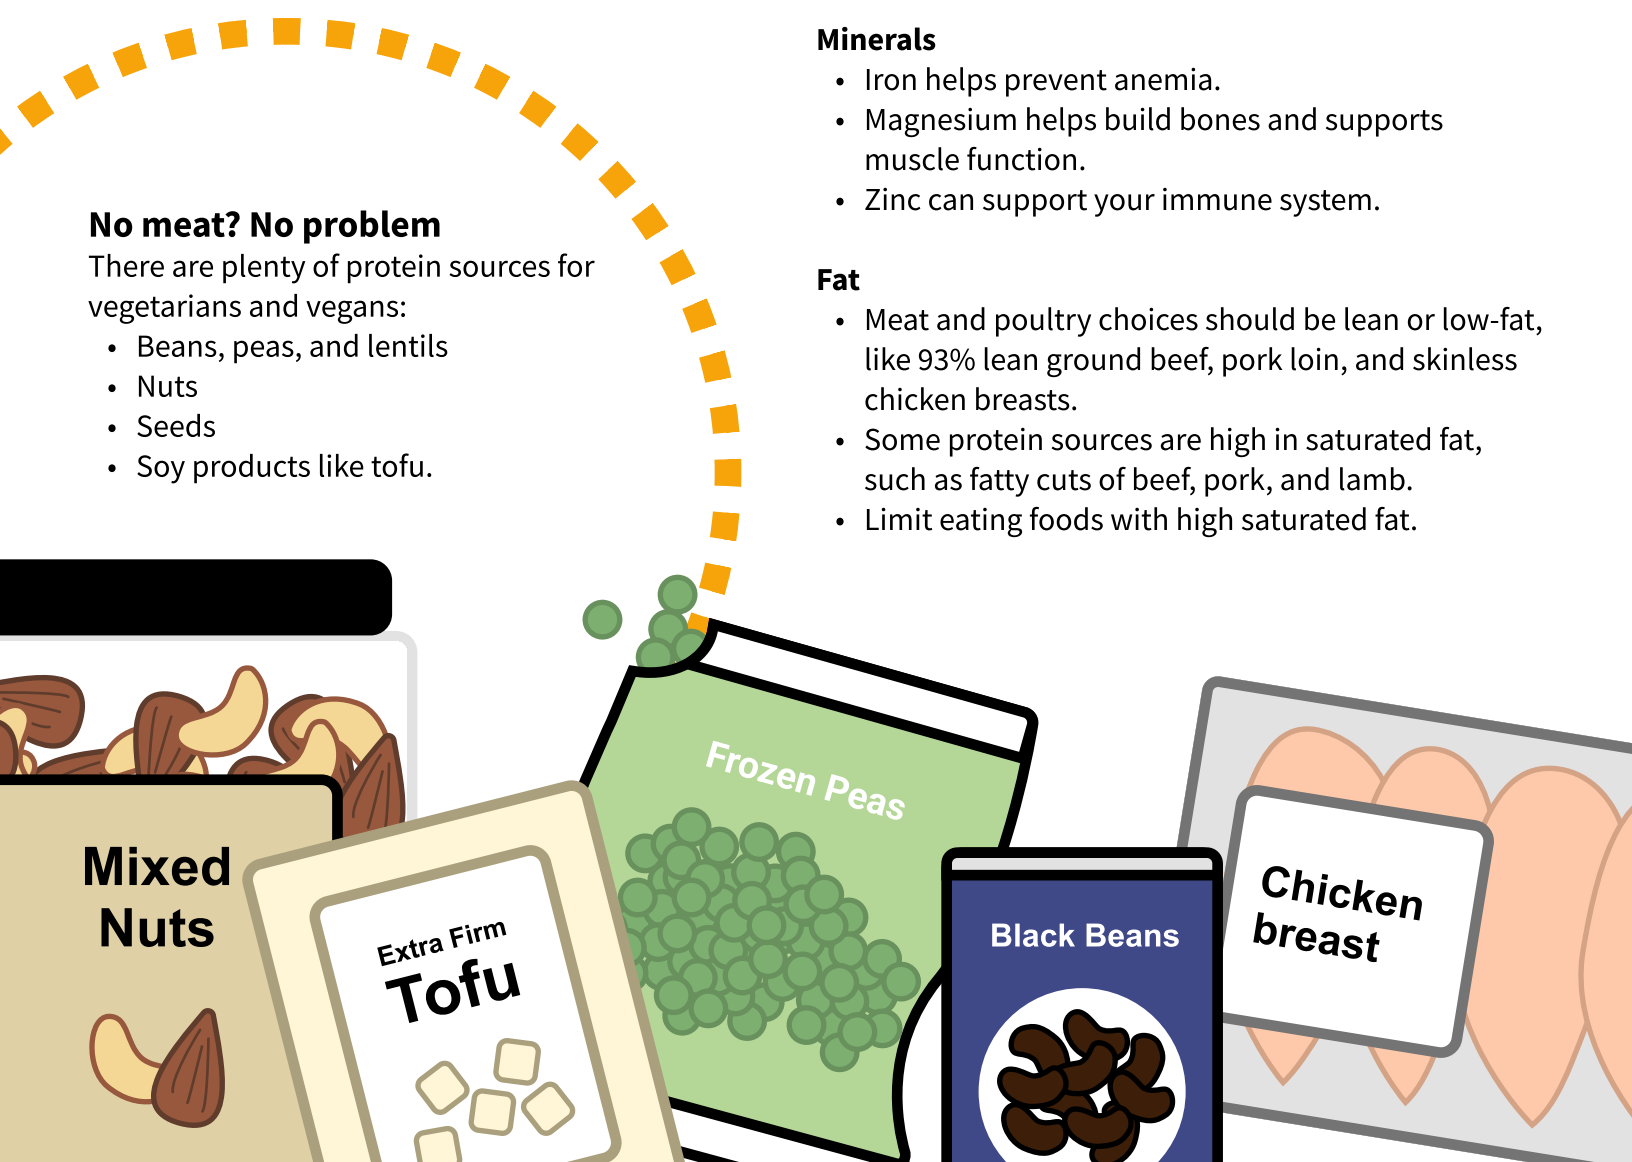 No meat? No problem
There are plenty of protein sources for
vegetarians and vegans:
• Beans, peas, and lentils
• Nuts
• Seeds
• Soy products like tofu.
Minerals
• Iron helps prevent anemia.
• Magnesium helps build bones and supports
muscle function.
• Zinc can support your immune system.
Fat
• Meat and poultry choices should be lean or low-fat,
like 93% lean ground beef, pork loin, and skinless
chicken breasts.
• Some protein sources are high in saturated fat,
such as fatty cuts of beef, pork, and lamb.
• Limit eating foods with high saturated fat.
Mixed
Nuts
Extra Firm
Tofu
Frozen Peas
Black Beans
Chicken
breast